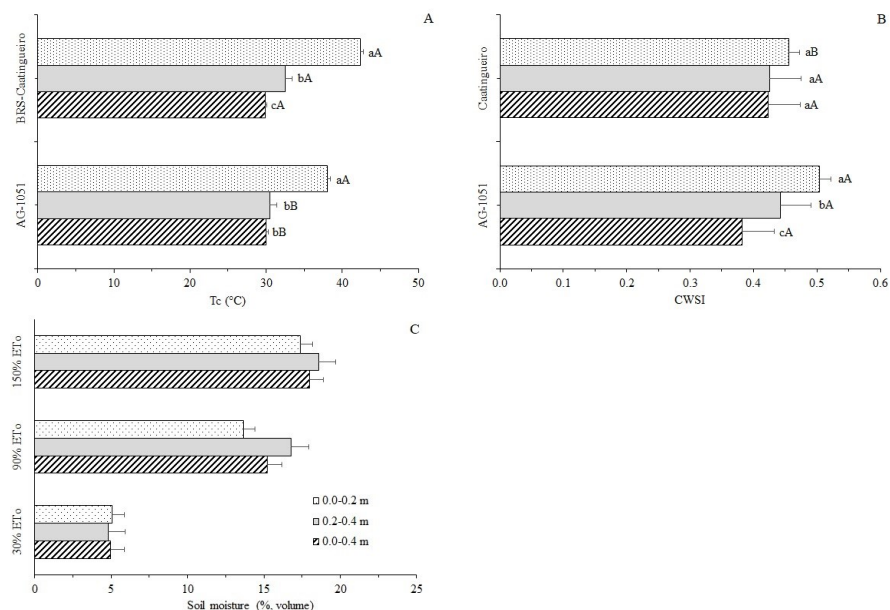 A
BRS-Caatingueiro
aA
bA
cA
AG-1051
aA
bB
bB
0 10 20 30 40 50
Tc (°C)
B
Caatingueiro
aB
aA
aA
AG-1051
aA
bA
cA
0.0 0.1 0.2 0.3 0.4 0.5 0.6
CWSI
C
150% ETo
90% ETo
30% ETo
0.0-0.2 m
0.2-0.4 m
0.0-0.4 m
0 5 10 15 20 25
Soil moisture (%, volume)